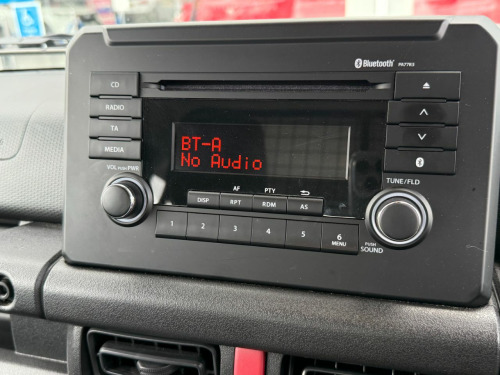 Bluetooth PA77R3
CD
RADIO
TA
MEDIA
VOL PUSH PWR
BT-A
No Audio
AF PTY
DISP RPT RDM AS
1 2 3 4 5 6 MENU
TUNE/FLD
PUSH SOUND